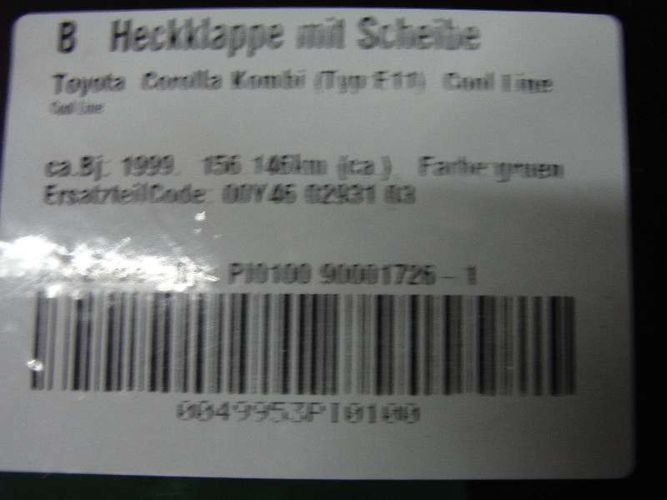 B Heckklappe mit Scheibe
Toyota Corolla Kombi (Typ:E11) Cool Line
Cool Line
ca.Bj.: 1999. 156 146km (ca.). Farbe:gruen
ErsatzteilCode: 00Y46 02931 03
PI0100 90001726 - 1
0049953PI0100